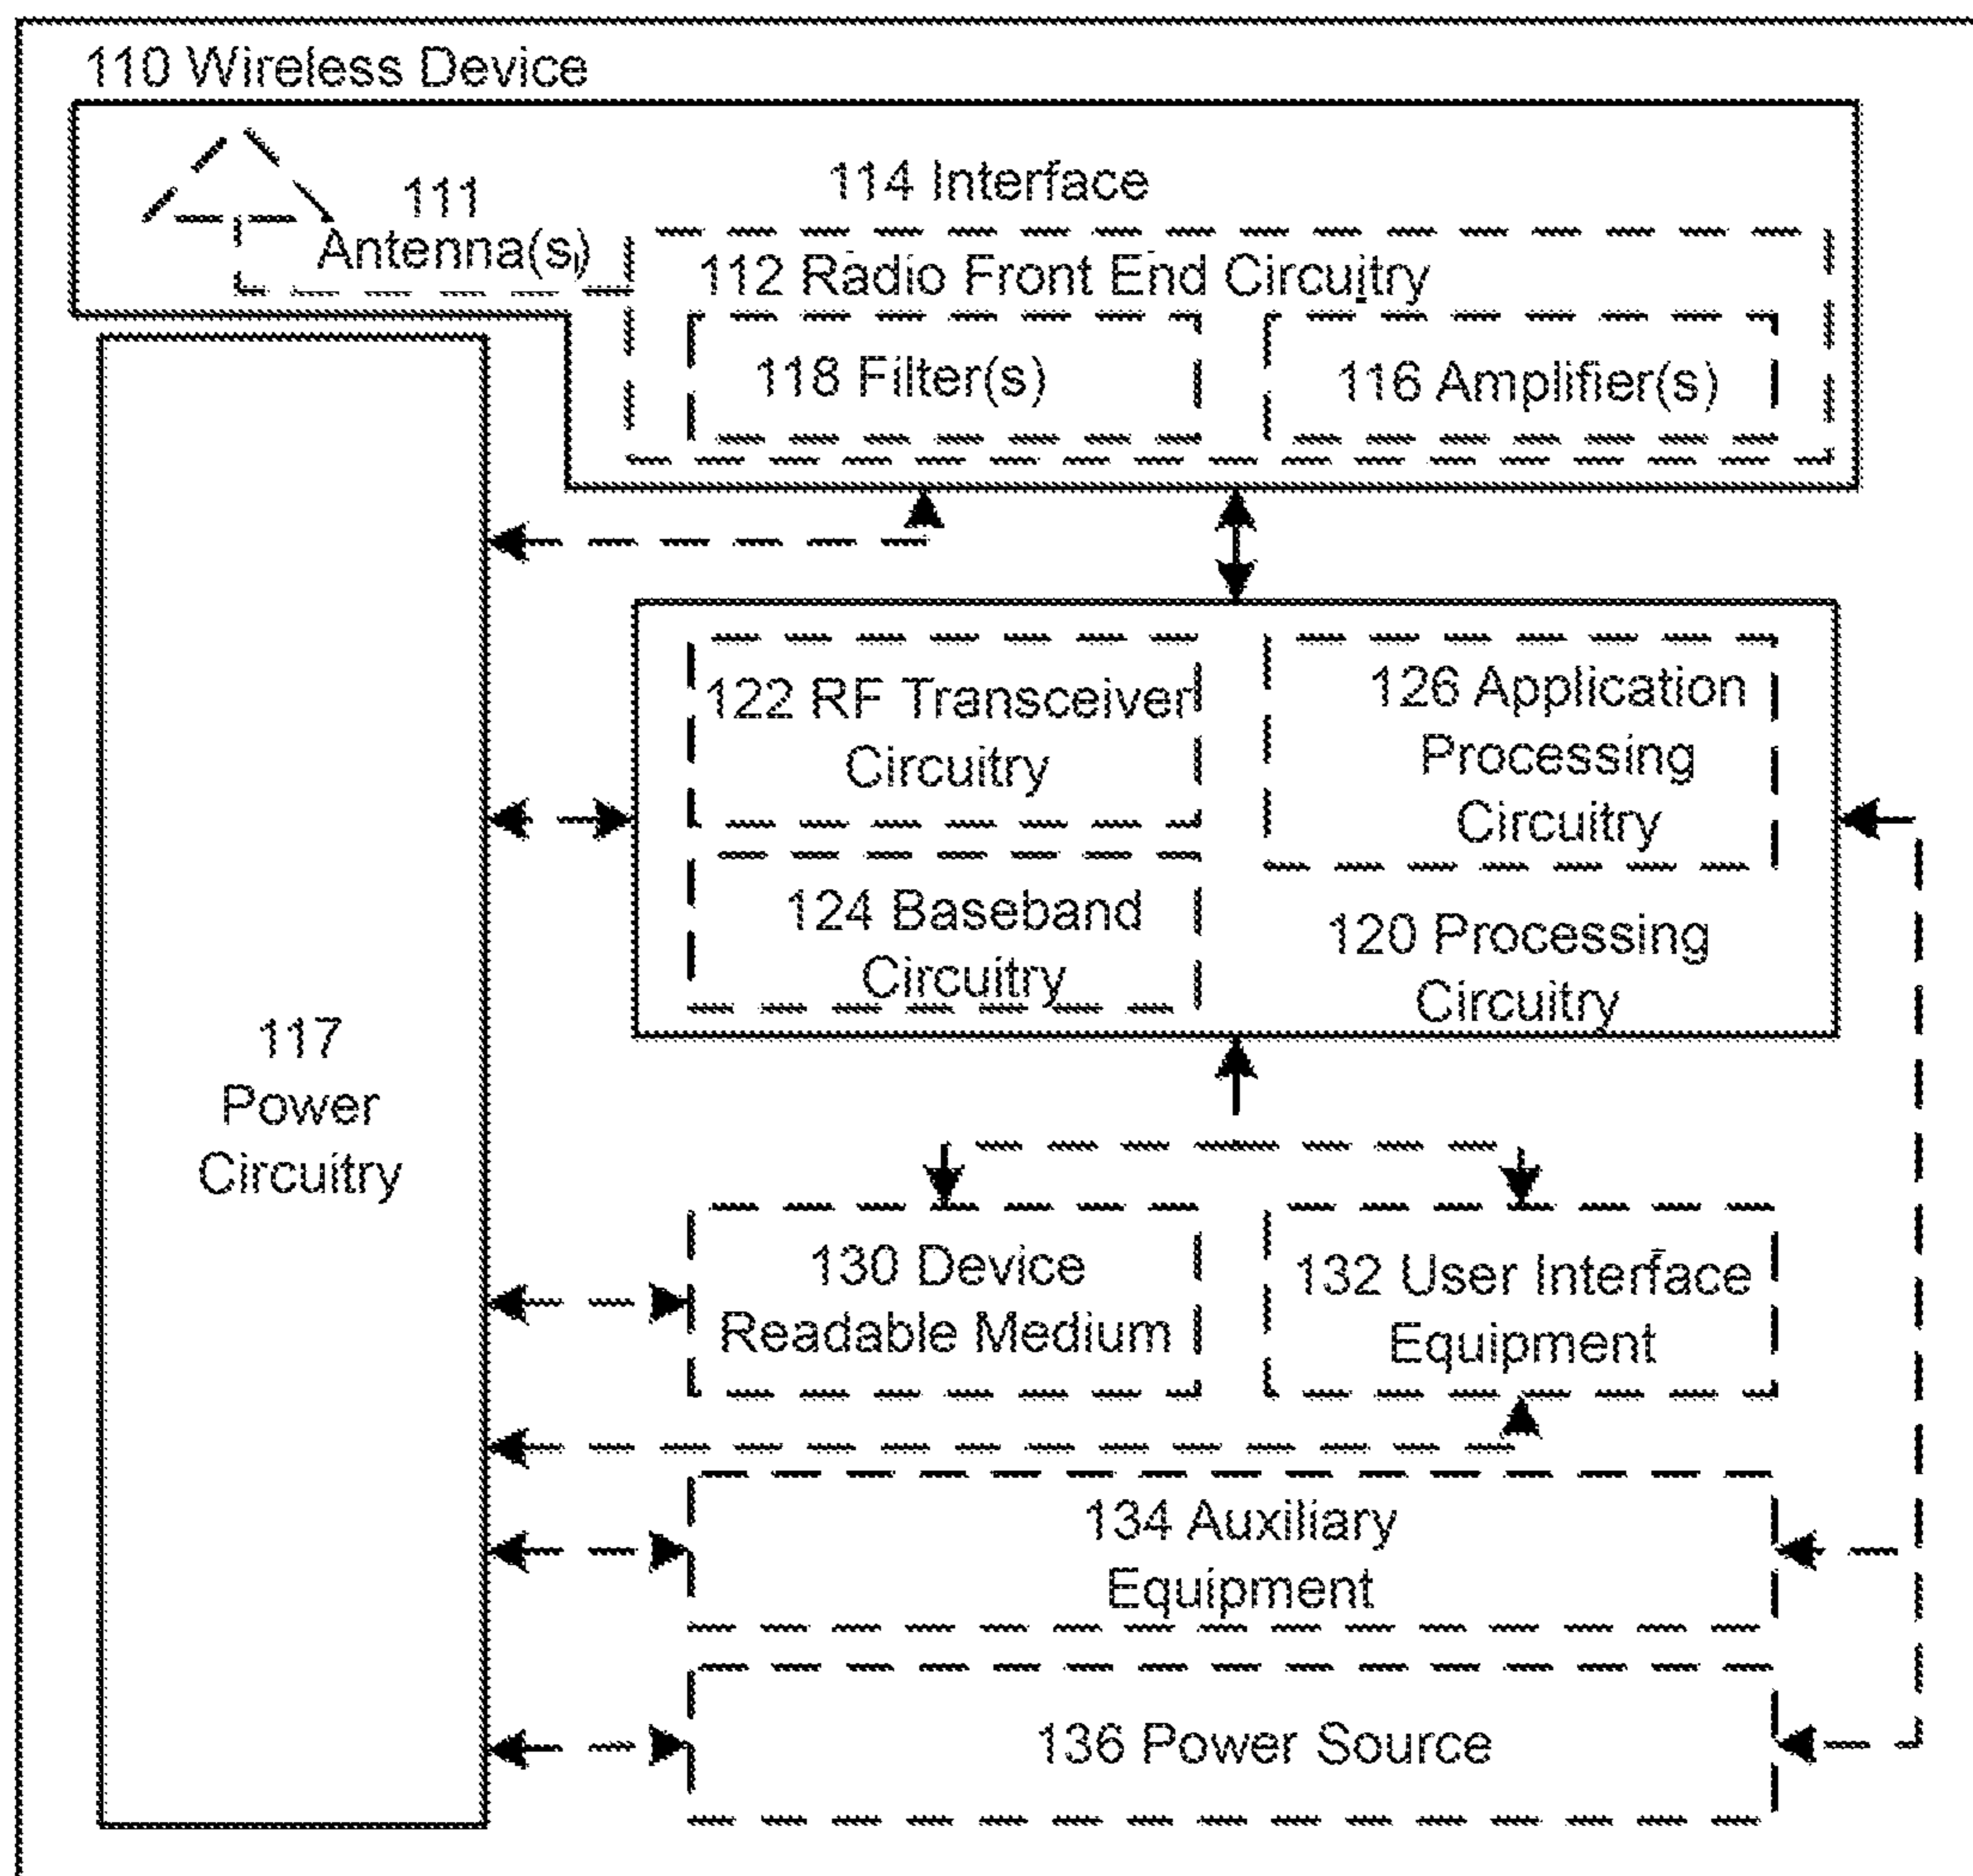 110 Wireless Device
111
Antenna(s)
114 Interface
112 Radio Front End Circuitry
118 Filter(s)
116 Amplifier(s)
122 RF Transceiver
Circuitry
126 Application
Processing
Circuitry
124 Baseband
Circuitry
120 Processing
Circuitry
117
Power
Circuitry
130 Device
Readable Medium
132 User Interface
Equipment
134 Auxiliary
Equipment
136 Power Source